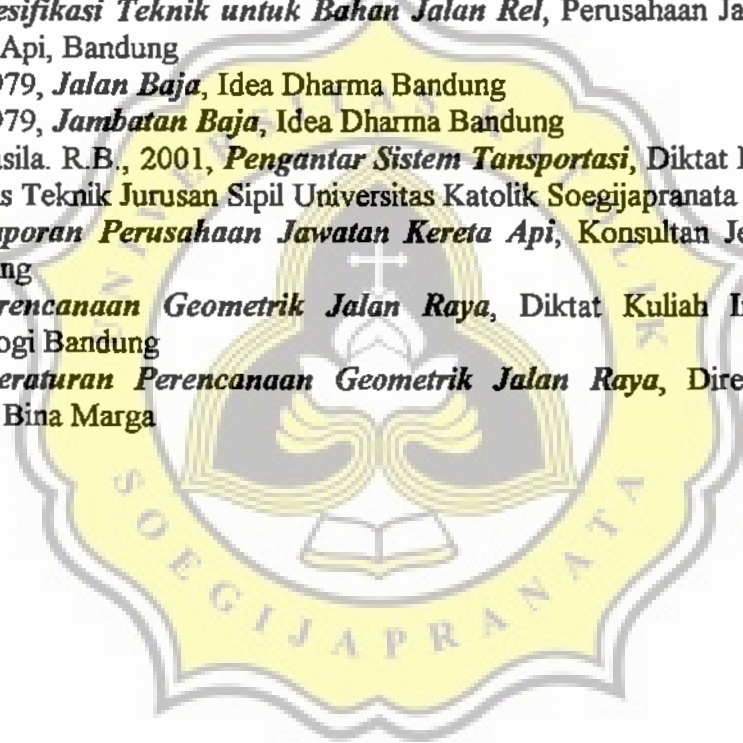 esifikasi Teknik untuk Bahan Jalan Rel, Perusahaan Ja
Api, Bandung
979, Jalan Baja, Idea Dharma Bandung
979, Jambatan Baja, Idea Dharma Bandung
sila. R.B., 2001, Pengantar Sistem Tansportasi, Diktat
s Teknik Jurusan Sipil Universitas Katolik Soegijapranata
poran Perusahaan Jawatan Kereta Api, Konsultan Je
ng
rencanaan Geometrik Jalan Raya, Diktat Kuliah I
ogi Bandung
eraturan Perencanaan Geometrik Jalan Raya, Dire
Bina Marga
UNIVERSITAS KATOLIK
SOEGIJAPRANATA